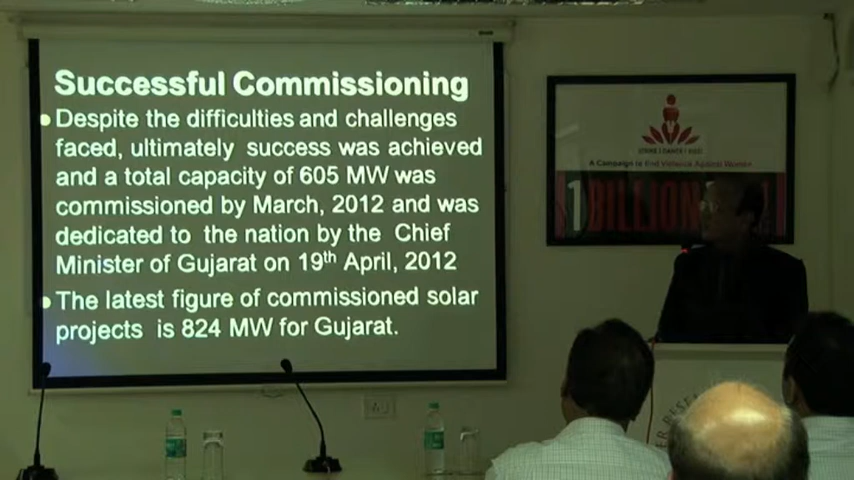 Successful Commissioning
Despite the difficulties and challenges
faced, ultimately success was achieved
and a total capacity of 605 MW was
commissioned by March, 2012 and was
dedicated to the nation by the Chief
Minister of Gujarat on 19th April, 2012
The latest figure of commissioned solar
projects is 824 MW for Gujarat.
A Campaign to End Violence Against Women
1 BILLION